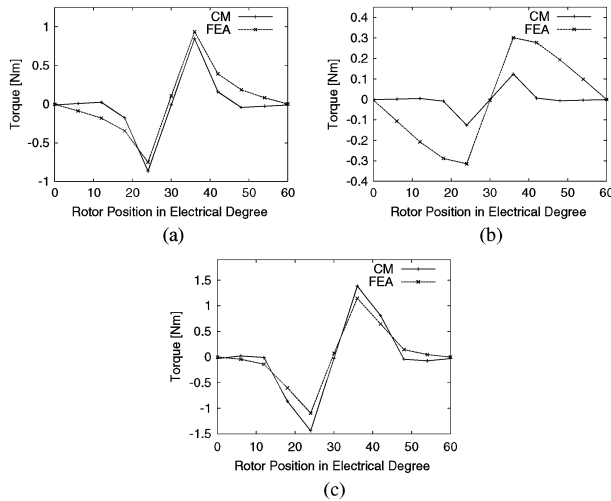 CM
FEA
1
0.5
0
-0.5
-1
Torque [Nm]
0 10 20 30 40 50 60
Rotor Position in Electrical Degree
(a)
CM
FEA
0.4
0.3
0.2
0.1
0
-0.1
-0.2
-0.3
-0.4
Torque [Nm]
0 10 20 30 40 50 60
Rotor Position in Electrical Degree
(b)
CM
FEA
1.5
1
0.5
0
-0.5
-1
-1.5
Torque [Nm]
0 10 20 30 40 50 60
Rotor Position in Electrical Degree
(c)